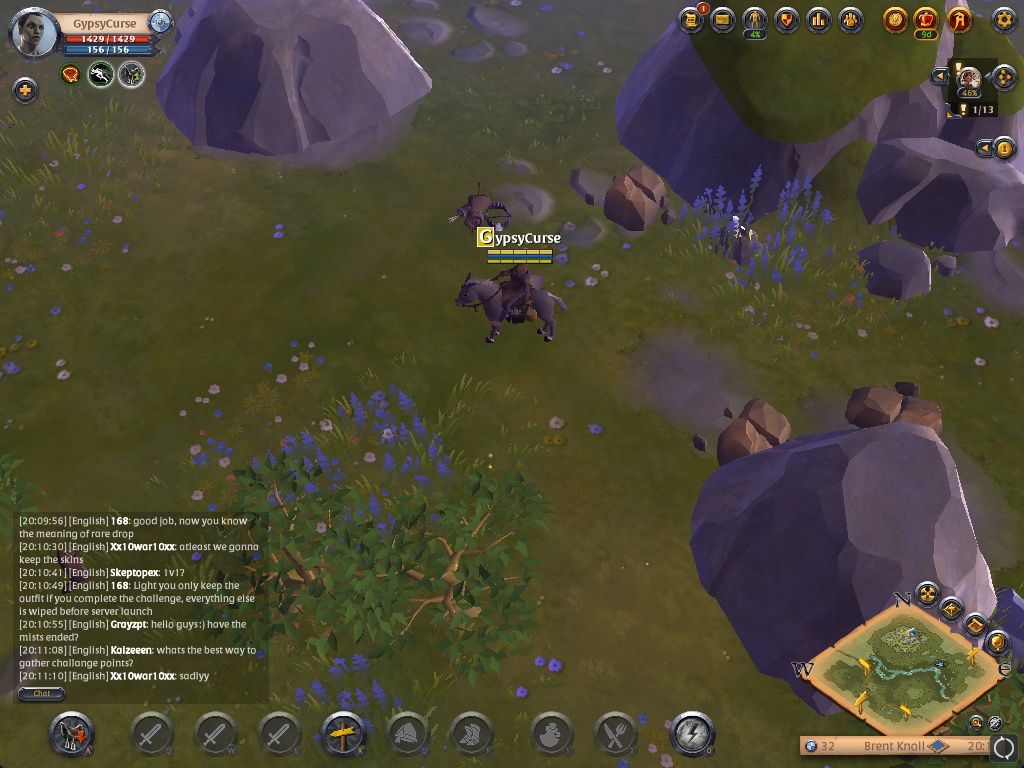 GypsyCurse
1429 / 1429
156 / 156
1
4%
9d
46%
1/13
1
GypsyCurse
[20:09:56] [English] 168: good job, now you know
the meaning of rare drop
[20:10:30] [English] Xx10war10xx: atleast we gonna
keep the skins
[20:10:41] [English] Skeptopex: 1v1?
[20:10:49] [English] 168: Light you only keep the
outfit if you complete the challenge, everything else
is wiped before server launch
[20:10:55] [English] Grayzpt: hello guys:) have the
mists ended?
[20:11:08] [English] Kaizeeen: whats the best way to
gather challange points?
[20:11:10] [English] Xx10war10xx: sadlyy
Chat
N
W
E
A
Q
W
E
R
D
F
O
32
Brent Knoll
20: